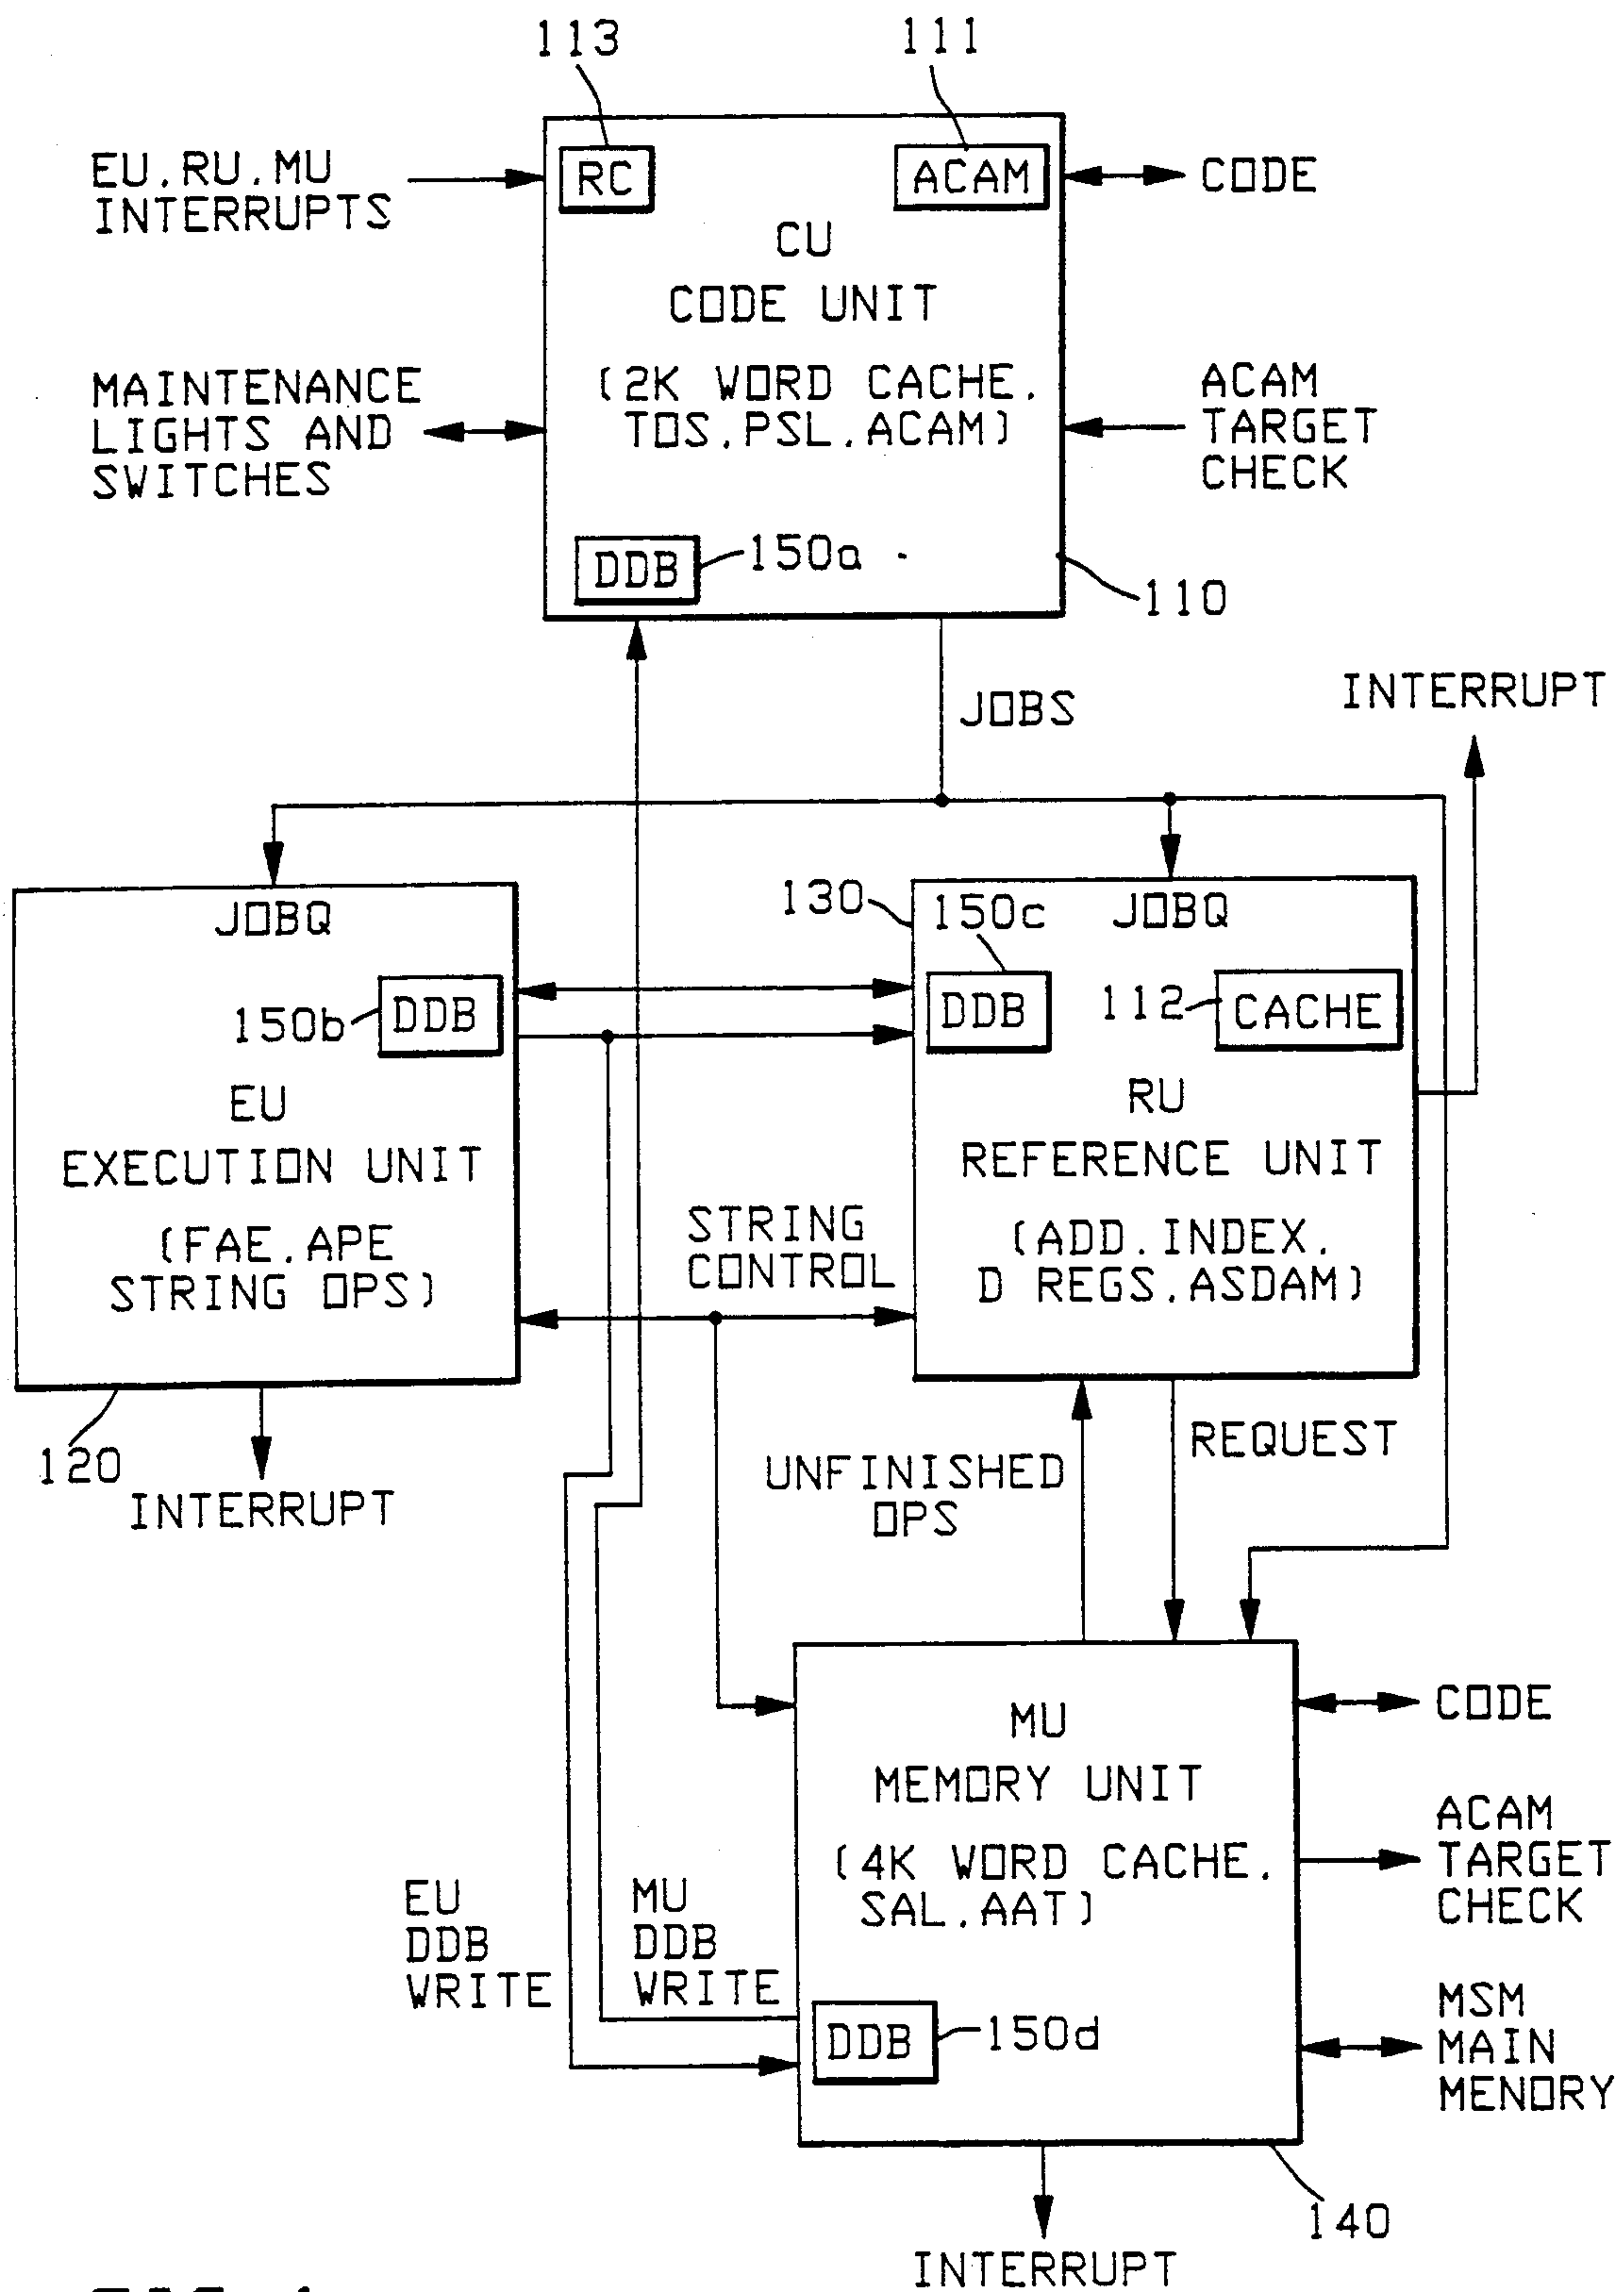 113
111
EU.RU.MU
INTERRUPTS
RC
ACAM
CODE
CU
CODE UNIT
(2K WORD CACHE.
TOS.PSL.ACAM)
MAINTENANCE
LIGHTS AND
SWITCHES
ACAM
TARGET
CHECK
DDB
150a
110
JOBS
INTERRUPT
JOBQ
150b
DDB
EU
EXECUTION UNIT
(FAE.APE
STRING OPS)
120
INTERRUPT
130
150c
JOBQ
DDB
112
CACHE
RU
REFERENCE UNIT
(ADD.INDEX.
D REGS.ASDAM)
STRING
CONTROL
UNFINISHED
OPS
REQUEST
MU
MEMORY UNIT
(4K WORD CACHE.
SAL.AAT)
CODE
ACAM
TARGET
CHECK
EU
DDB
WRITE
MU
DDB
WRITE
DDB
150d
MSM
MAIN
MENORY
140
INTERRUPT